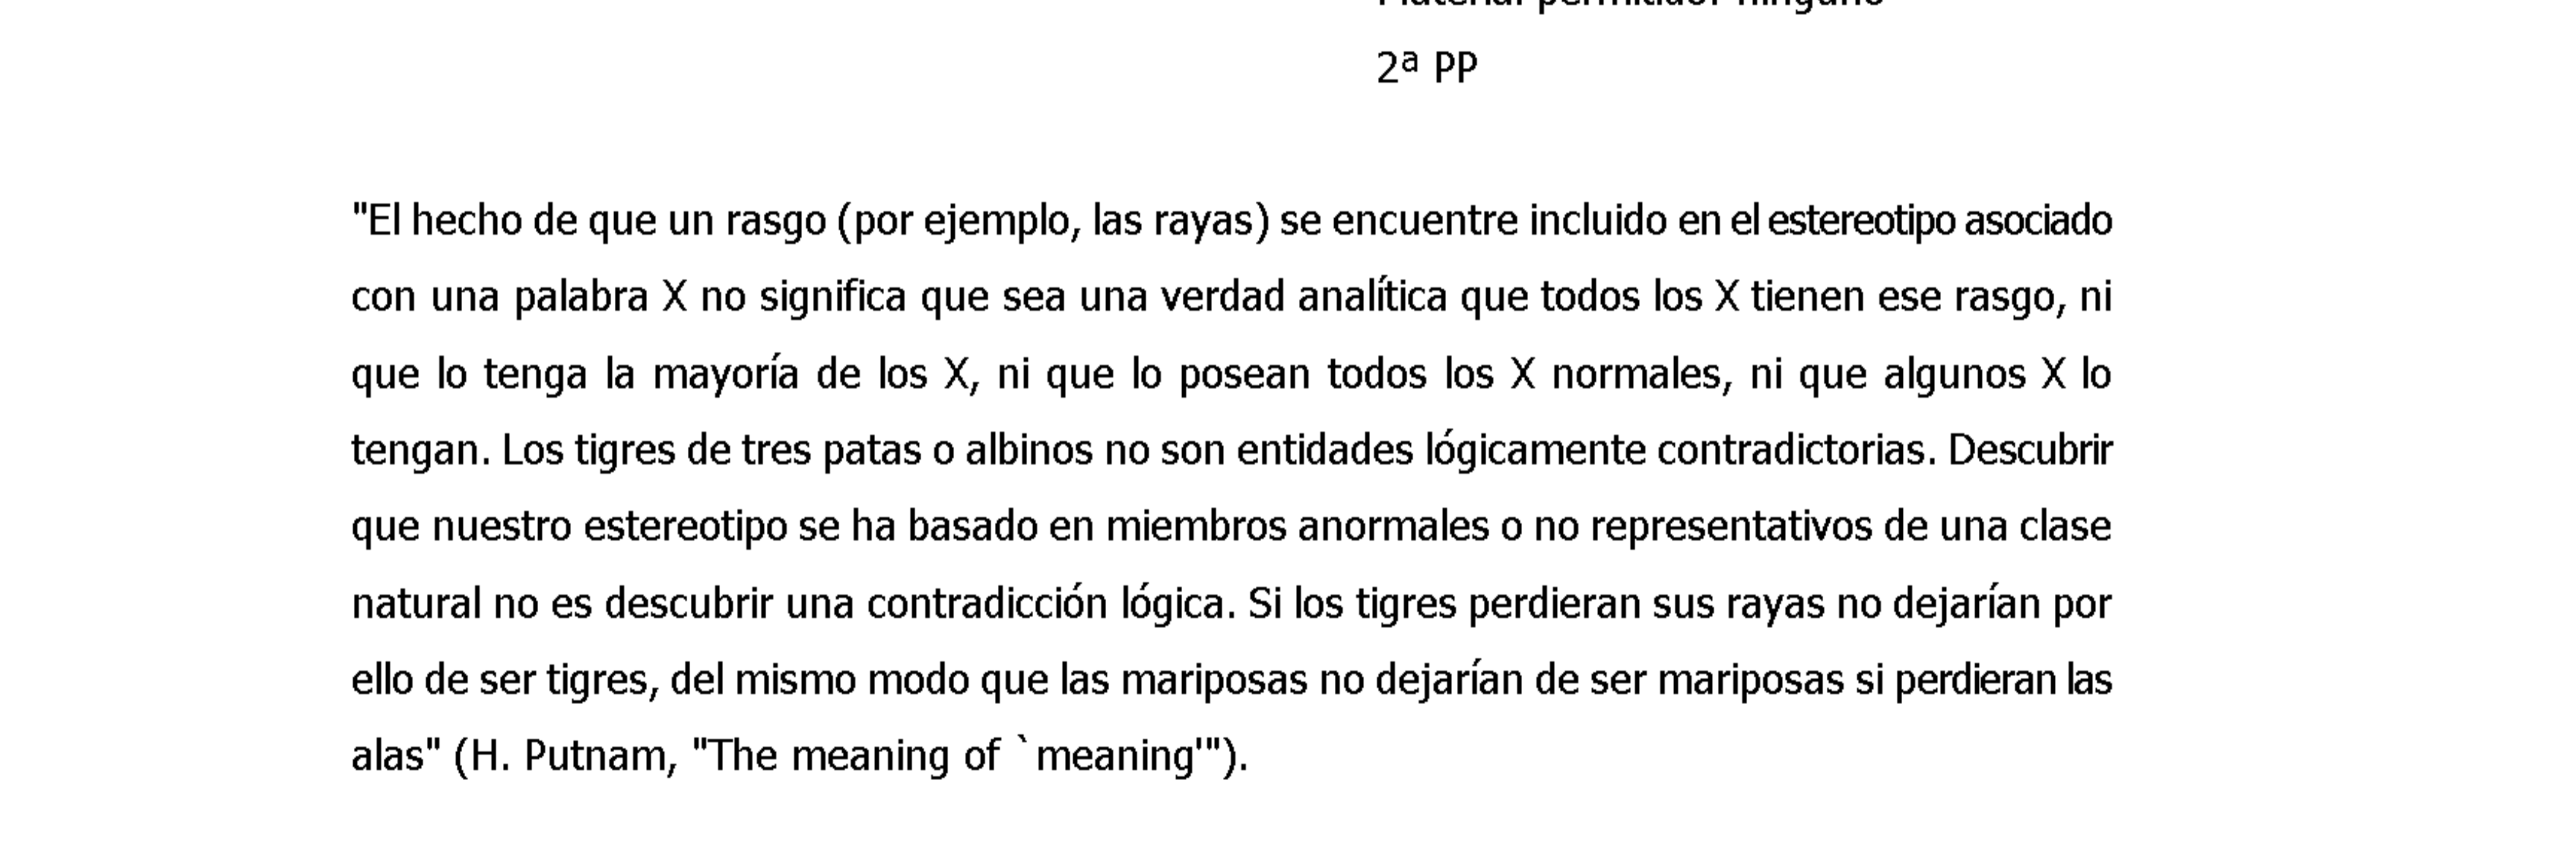 Material permitido: ninguno
2ª PP
"El hecho de que un rasgo (por ejemplo, las rayas) se encuentre incluido en el estereotipo asociado
con una palabra X no significa que sea una verdad analítica que todos los X tienen ese rasgo, ni
que lo tenga la mayoría de los X, ni que lo posean todos los X normales, ni que algunos X lo
tengan. Los tigres de tres patas o albinos no son entidades lógicamente contradictorias. Descubrir
que nuestro estereotipo se ha basado en miembros anormales o no representativos de una clase
natural no es descubrir una contradicción lógica. Si los tigres perdieran sus rayas no dejarían por
ello de ser tigres, del mismo modo que las mariposas no dejarían de ser mariposas si perdieran las
alas" (H. Putnam, "The meaning of `meaning'").